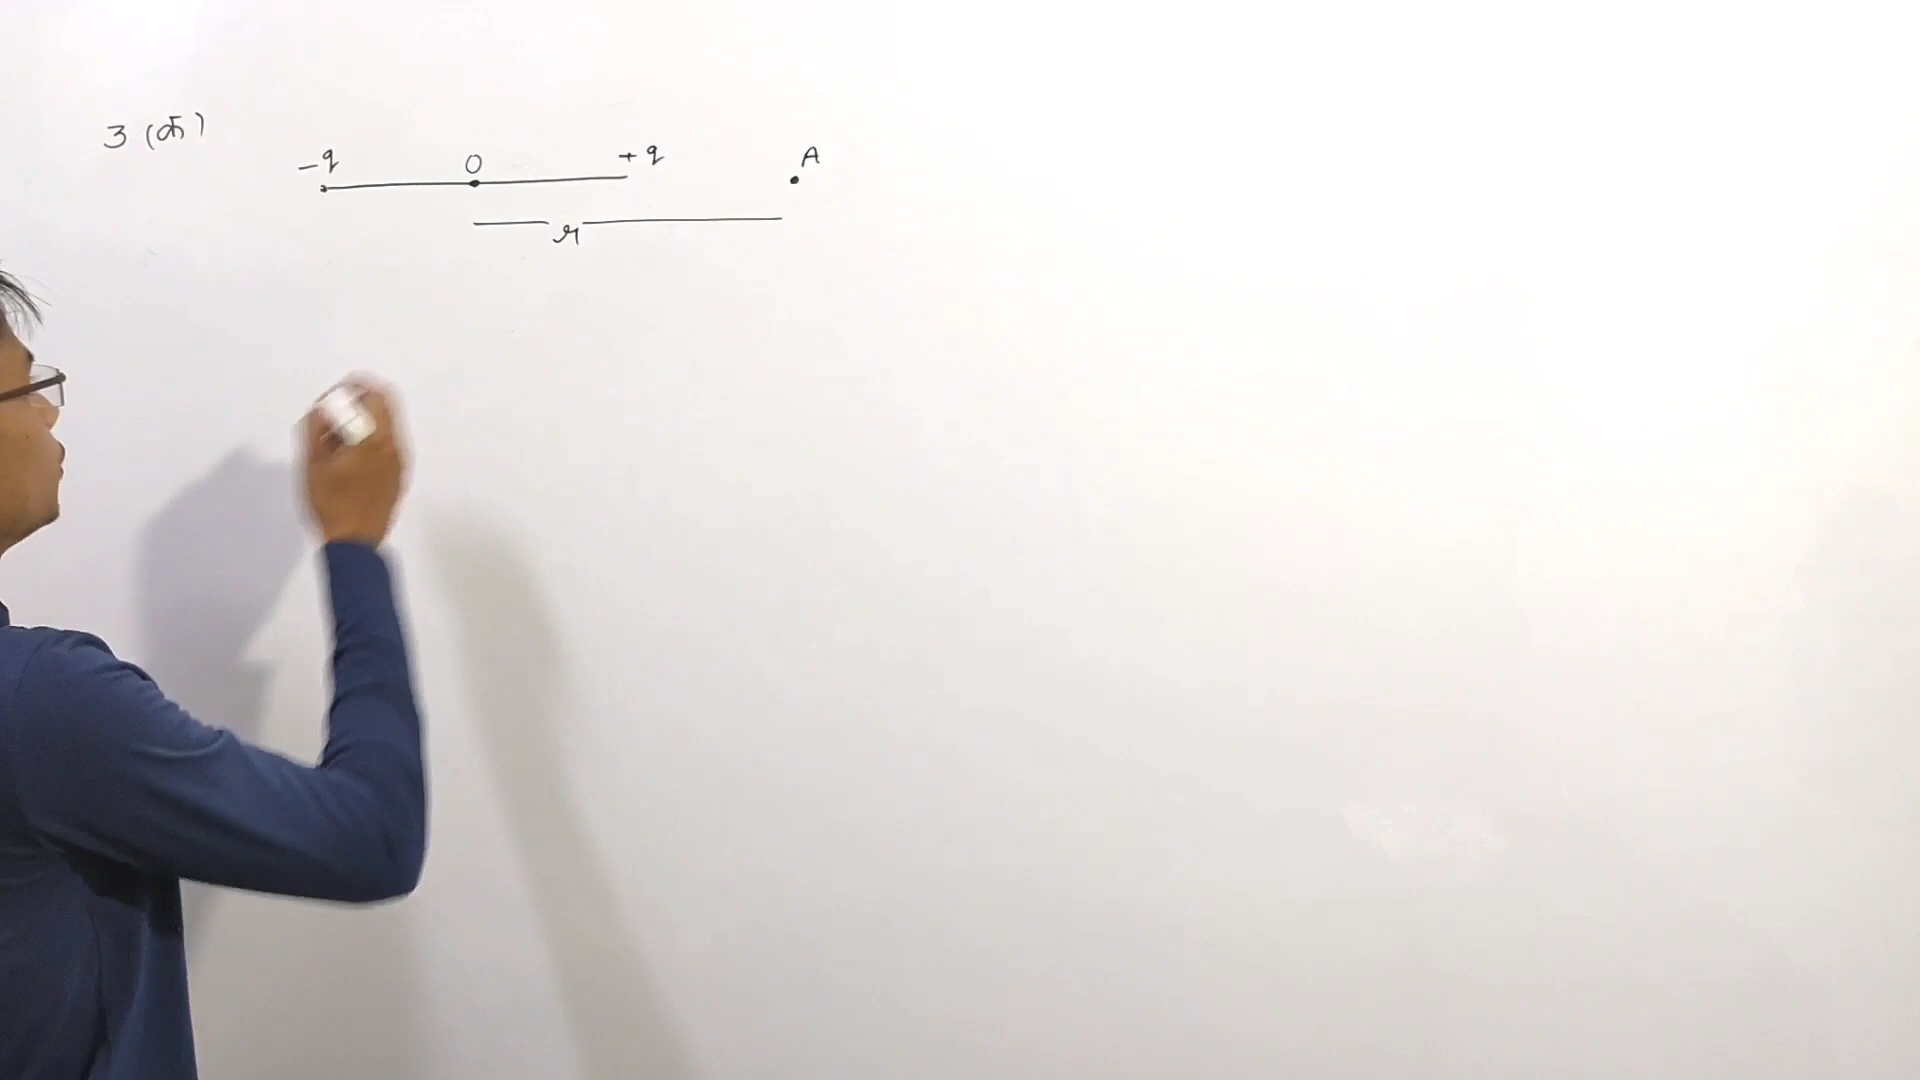 3 (क)
-q O +q A
r